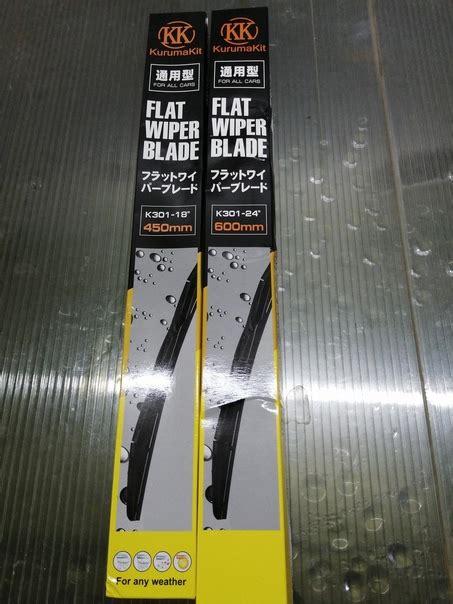 KK
KurumaKit
通用型
FOR ALL CARS
FLAT
WIPER
BLADE
フラットワイ
パーブレード
K301-18"
450mm
For any weather
KK
KurumaKit
通用型
FOR ALL CARS
FLAT
WIPER
BLADE
フラットワイ
パーブレード
K301-24"
600mm